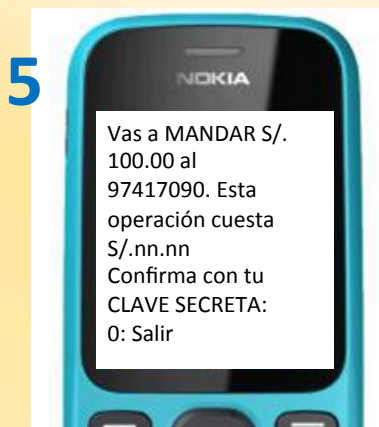 5
NOKIA
Vas a MANDAR S/.
100.00 al
97417090. Esta
operación cuesta
S/.nn.nn
Confirma con tu
CLAVE SECRETA:
0: Salir